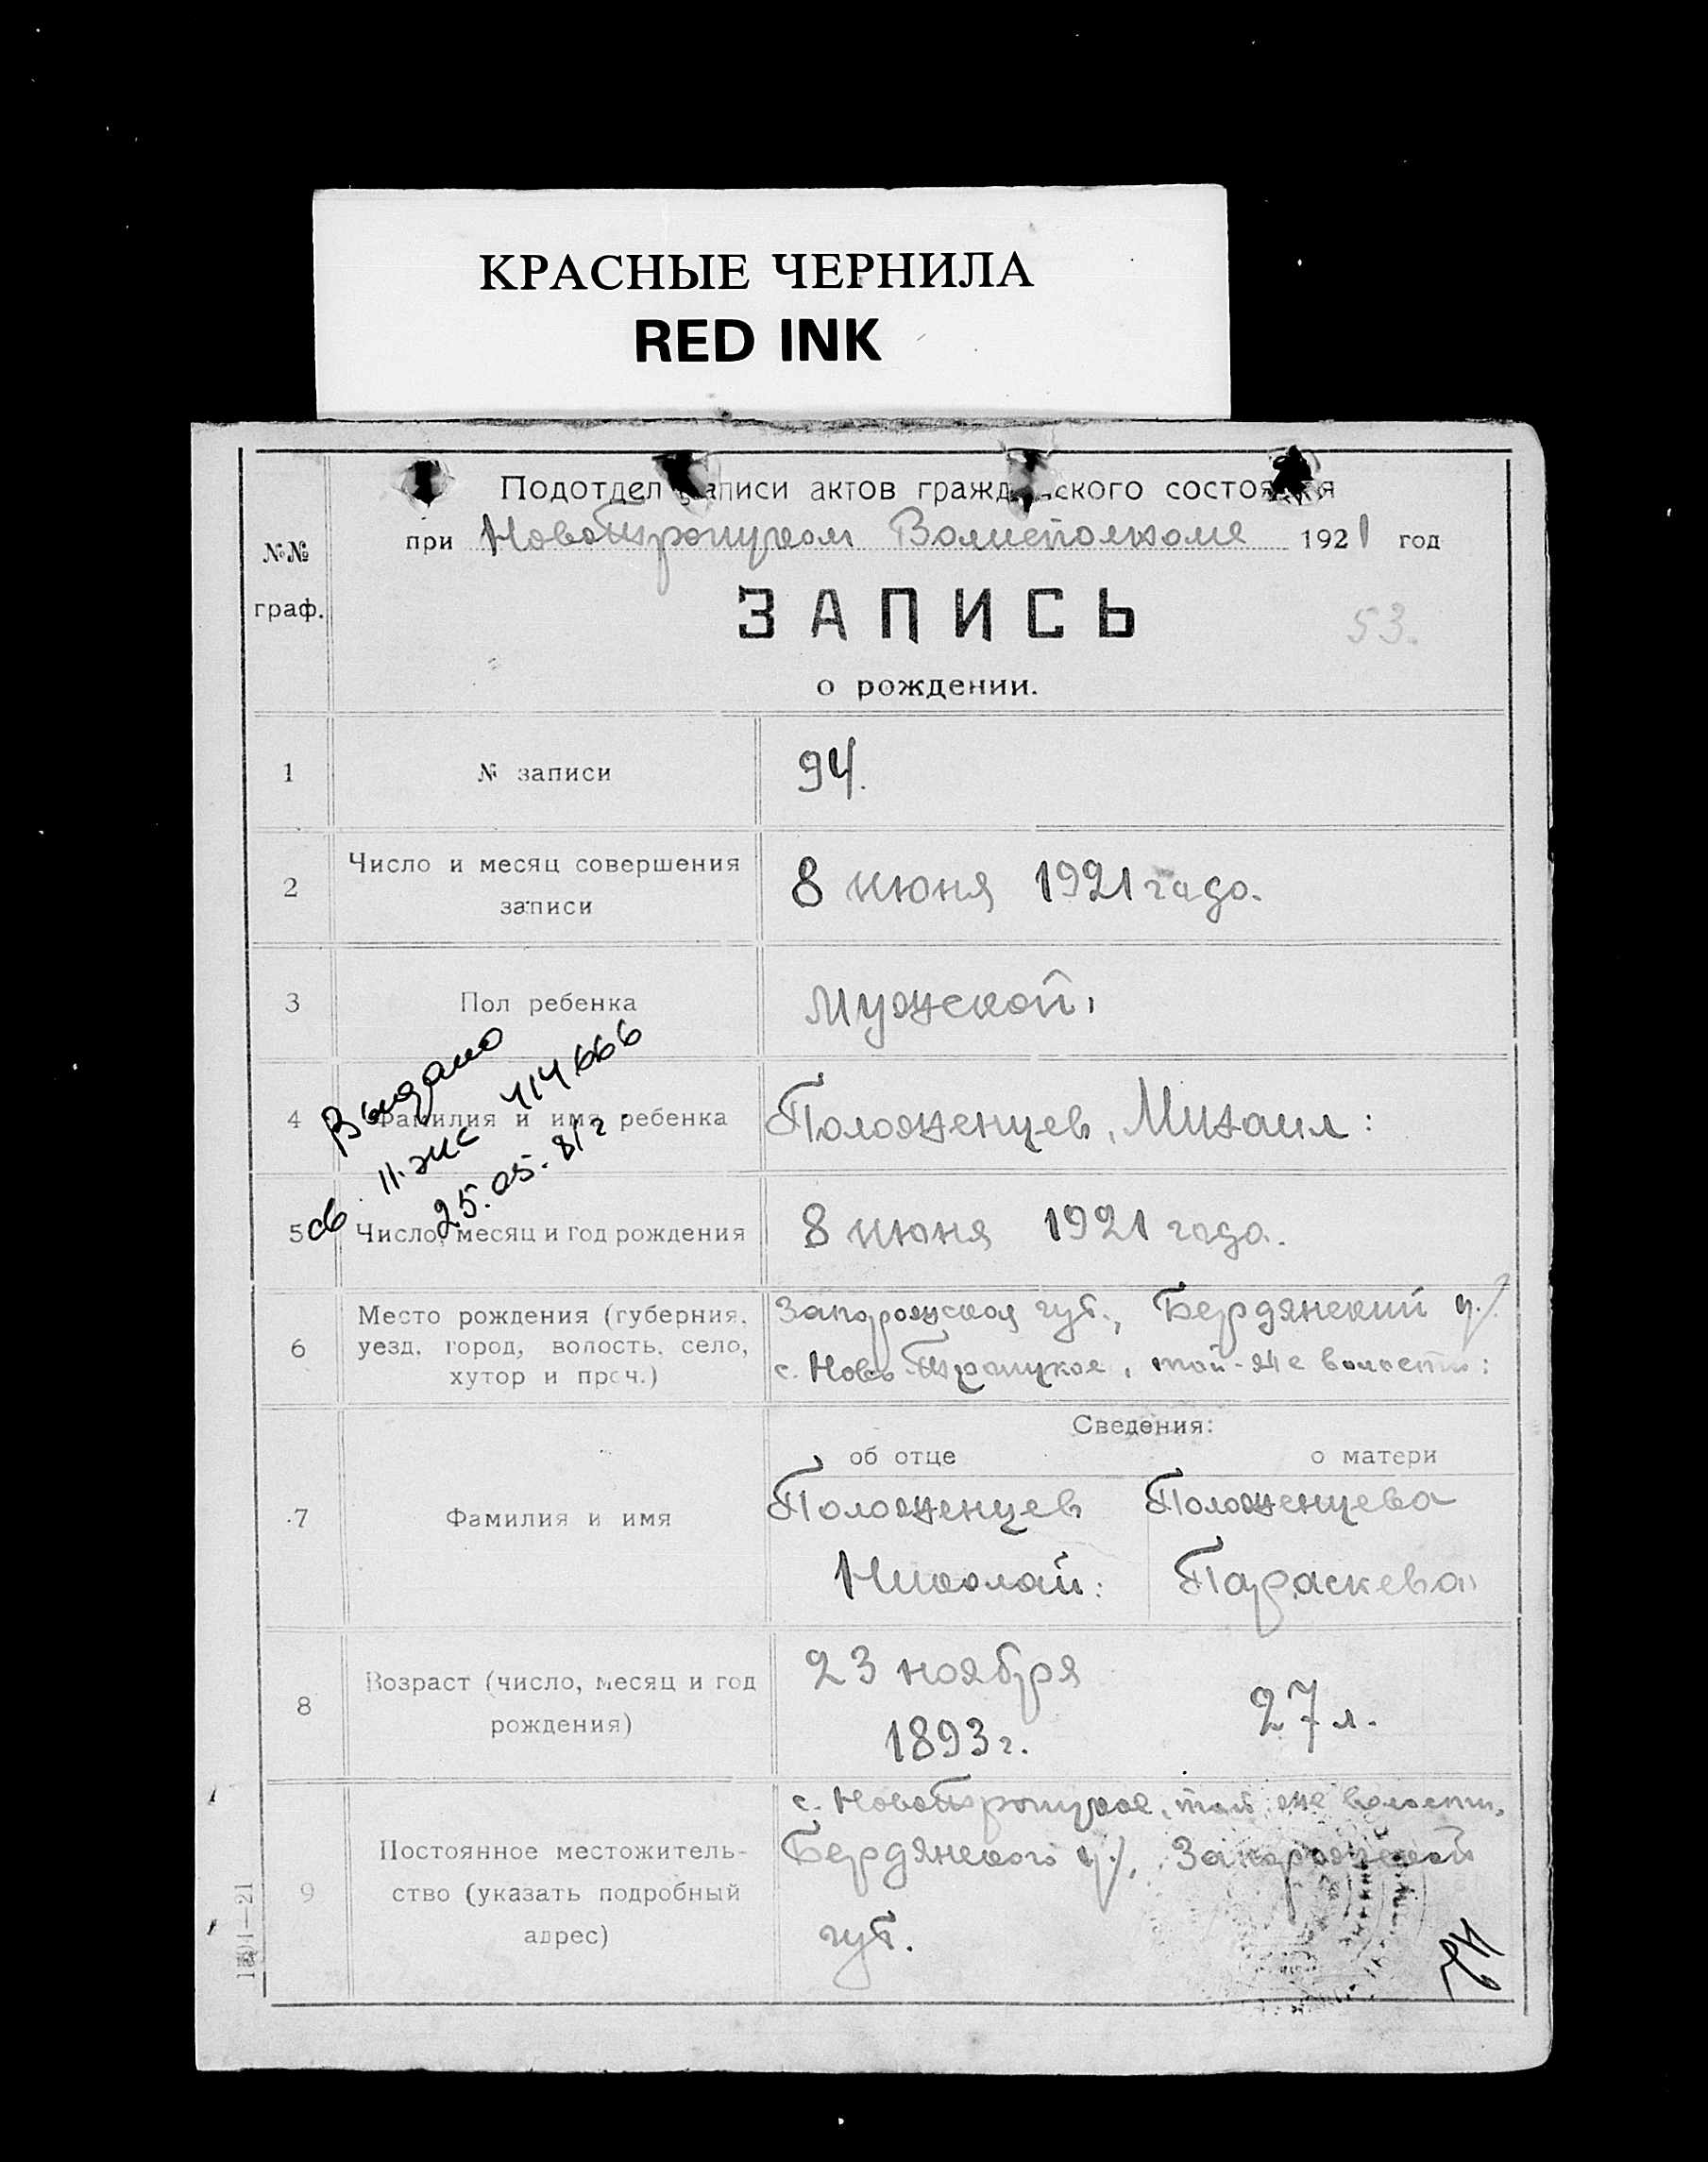 КРАСНЫЕ ЧЕРНИЛА
RED INK
Подотдел записи актов гражданского состояния
при Новотроицком Волисполкоме 1921 год
№№
граф.
ЗАПИСЬ
53.
о рождении.
1 № записи 94.
2 Число и месяц совершения записи 8 июня 1921 года.
3 Пол ребенка Мужской.
Выдано
4 Фамилия и имя ребенка Положенцев, Михаил:
св. II-ЖС 414666
25.05.81г
5 Число, месяц и год рождения 8 июня 1921 года.
6 Место рождения (губерния, уезд, город, волость, село, хутор и проч.)
Запорожская губ., Бердянский у.
с. Ново Троицкое, той-же волости:
Сведения:
об отце о матери
7 Фамилия и имя
Положенцев Положенцева
Николай: Параскева
8 Возраст (число, месяц и год рождения)
23 ноября
1893 г. 27 л.
9 Постоянное местожительство (указать подробный адрес)
с. Новотроицкое, той же волости,
Бердянского у., Запорожской
губ.